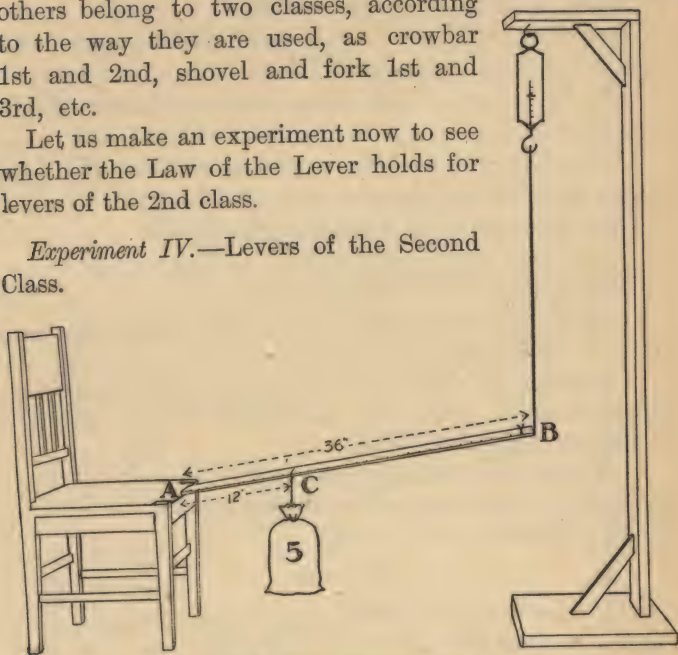 others belong to two classes, according
to the way they are used, as crowbar
1st and 2nd, shovel and fork 1st and
3rd, etc.
Let us make an experiment now to see
whether the Law of the Lever holds for
levers of the 2nd class.
Experiment IV.—Levers of the Second
Class.
36"
B
A
12"
C
5